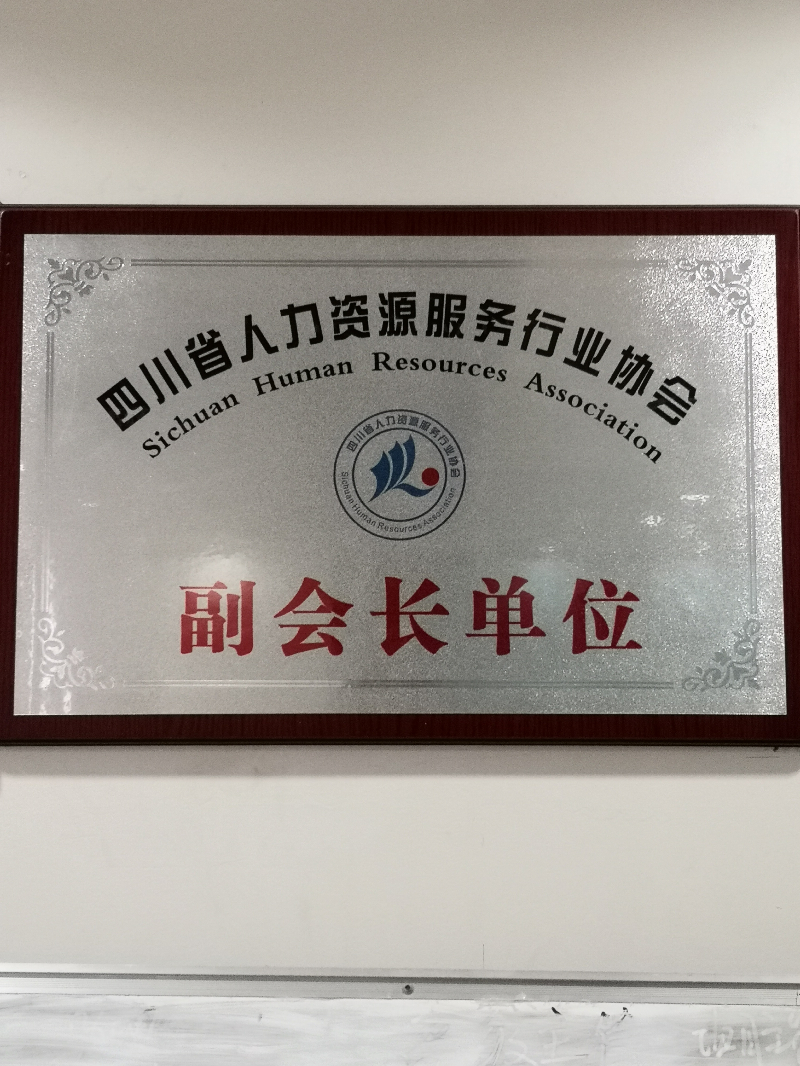 四川省人力资源服务行业协会
Sichuan Human Resources Association
四川省人力资源服务行业协会
Sichuan Human Resources Association
副会长单位